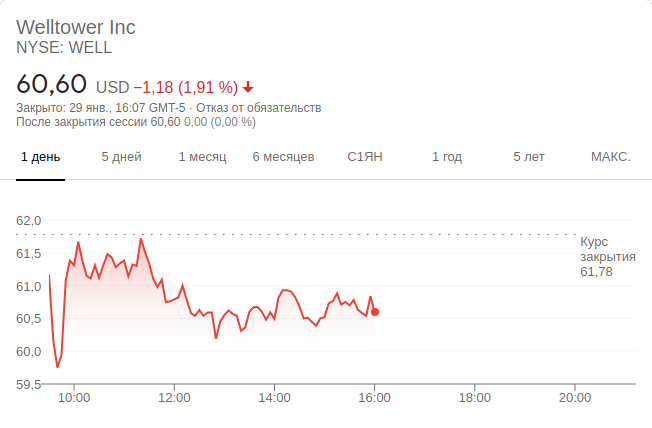 Welltower Inc
NYSE: WELL
60,60 USD −1,18 (1,91 %)
Закрыто: 29 янв., 16:07 GMT-5 · Отказ от обязательств
После закрытия сессии 60,60 0,00 (0,00 %)
1 день 5 дней 1 месяц 6 месяцев С1ЯН 1 год 5 лет МАКС.
62,0
Курс
закрытия
61,78
61,5
61,0
60,5
60,0
59,5
10:00 12:00 14:00 16:00 18:00 20:00